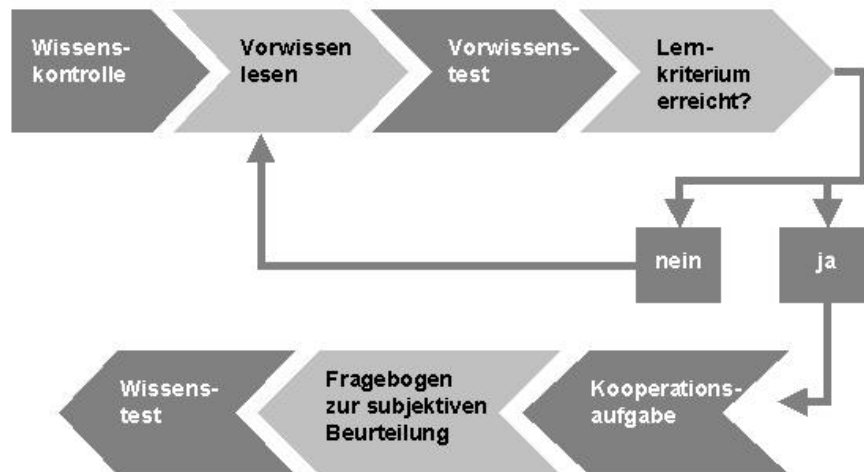 Wissens-
kontrolle
Vorwissen
lesen
Vorwissens-
test
Lern-
kriterium
erreicht?
nein
ja
Kooperations-
aufgabe
Fragebogen
zur subjektiven
Beurteilung
Wissens-
test